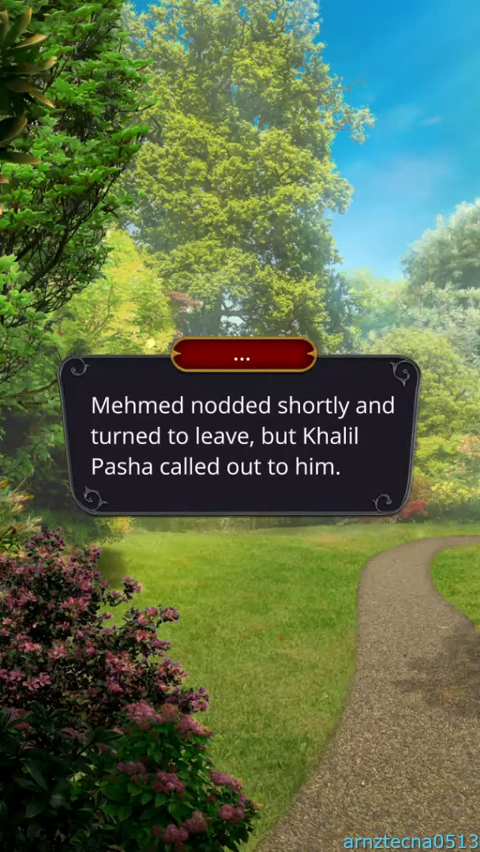 ...
Mehmed nodded shortly and
turned to leave, but Khalil
Pasha called out to him.
arnztecna0513